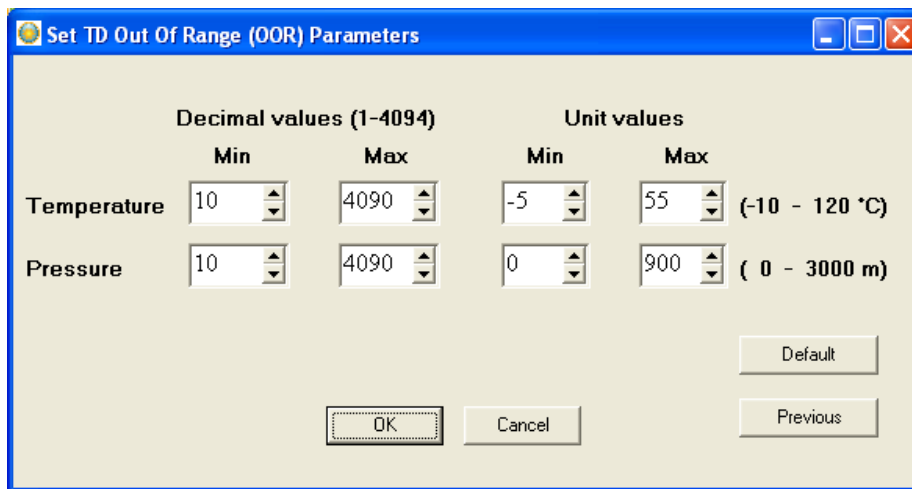 Set TD Out Of Range (OOR) Parameters
Decimal values (1-4094) Unit values
Min Max Min Max
Temperature 10 4090 -5 55 (-10 - 120 °C)
Pressure 10 4090 0 900 ( 0 - 3000 m)
Default
OK Cancel Previous